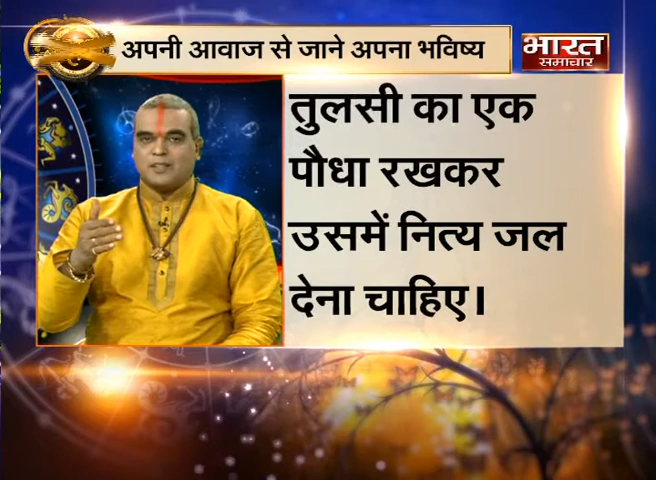 अपनी आवाज से जाने अपना भविष्य
भारत
समाचार
तुलसी का एक
पौधा रखकर
उसमें नित्य जल
देना चाहिए।